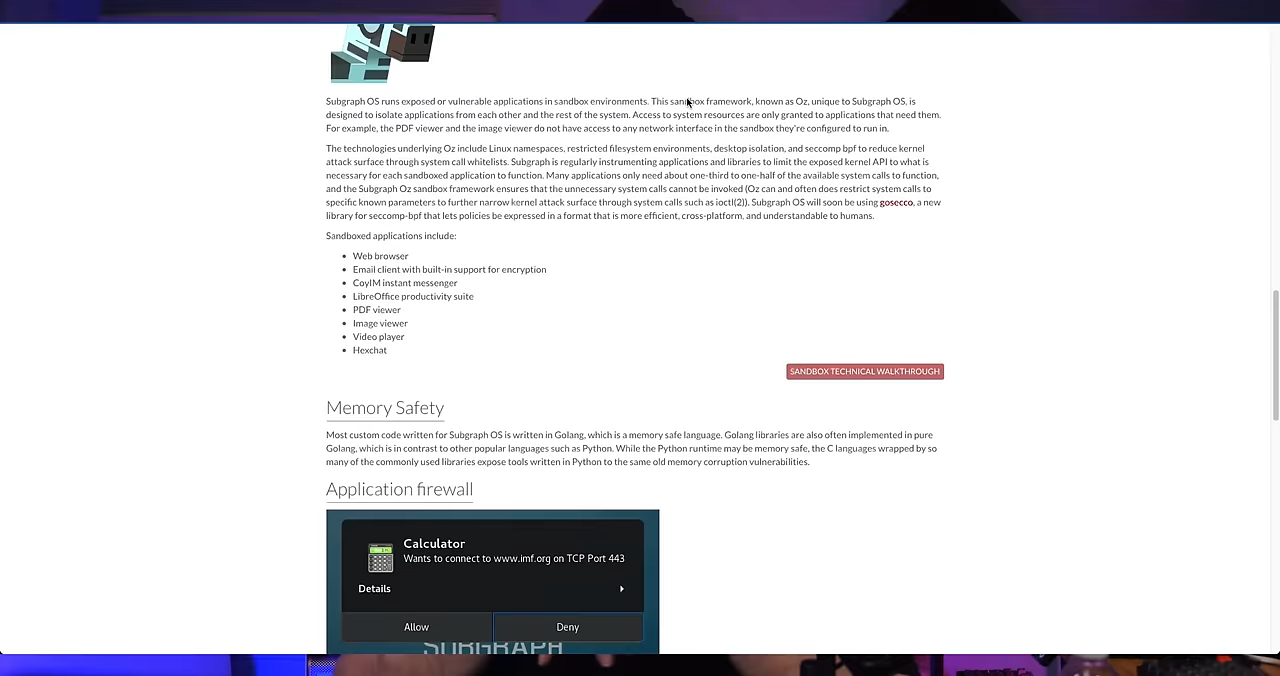 Subgraph OS runs exposed or vulnerable applications in sandbox environments. This sandbox framework, known as Oz, unique to Subgraph OS, is
designed to isolate applications from each other and the rest of the system. Access to system resources are only granted to applications that need them.
For example, the PDF viewer and the image viewer do not have access to any network interface in the sandbox they're configured to run in.
The technologies underlying Oz include Linux namespaces, restricted filesystem environments, desktop isolation, and seccomp bpf to reduce kernel
attack surface through system call whitelists. Subgraph is regularly instrumenting applications and libraries to limit the exposed kernel API to what is
necessary for each sandboxed application to function. Many applications only need about one-third to one-half of the available system calls to function,
and the Subgraph Oz sandbox framework ensures that the unnecessary system calls cannot be invoked (Oz can and often does restrict system calls to
specific known parameters to further narrow kernel attack surface through system calls such as ioctl(2)). Subgraph OS will soon be using gosecco, a new
library for seccomp-bpf that lets policies be expressed in a format that is more efficient, cross-platform, and understandable to humans.
Sandboxed applications include:
• Web browser
• Email client with built-in support for encryption
• CoyIM instant messenger
• LibreOffice productivity suite
• PDF viewer
• Image viewer
• Video player
• Hexchat
SANDBOX TECHNICAL WALKTHROUGH
Memory Safety
Most custom code written for Subgraph OS is written in Golang, which is a memory safe language. Golang libraries are also often implemented in pure
Golang, which is in contrast to other popular languages such as Python. While the Python runtime may be memory safe, the C languages wrapped by so
many of the commonly used libraries expose tools written in Python to the same old memory corruption vulnerabilities.
Application firewall
Calculator
Wants to connect to www.imf.org on TCP Port 443
Details
Allow Deny
SUBGRAPH